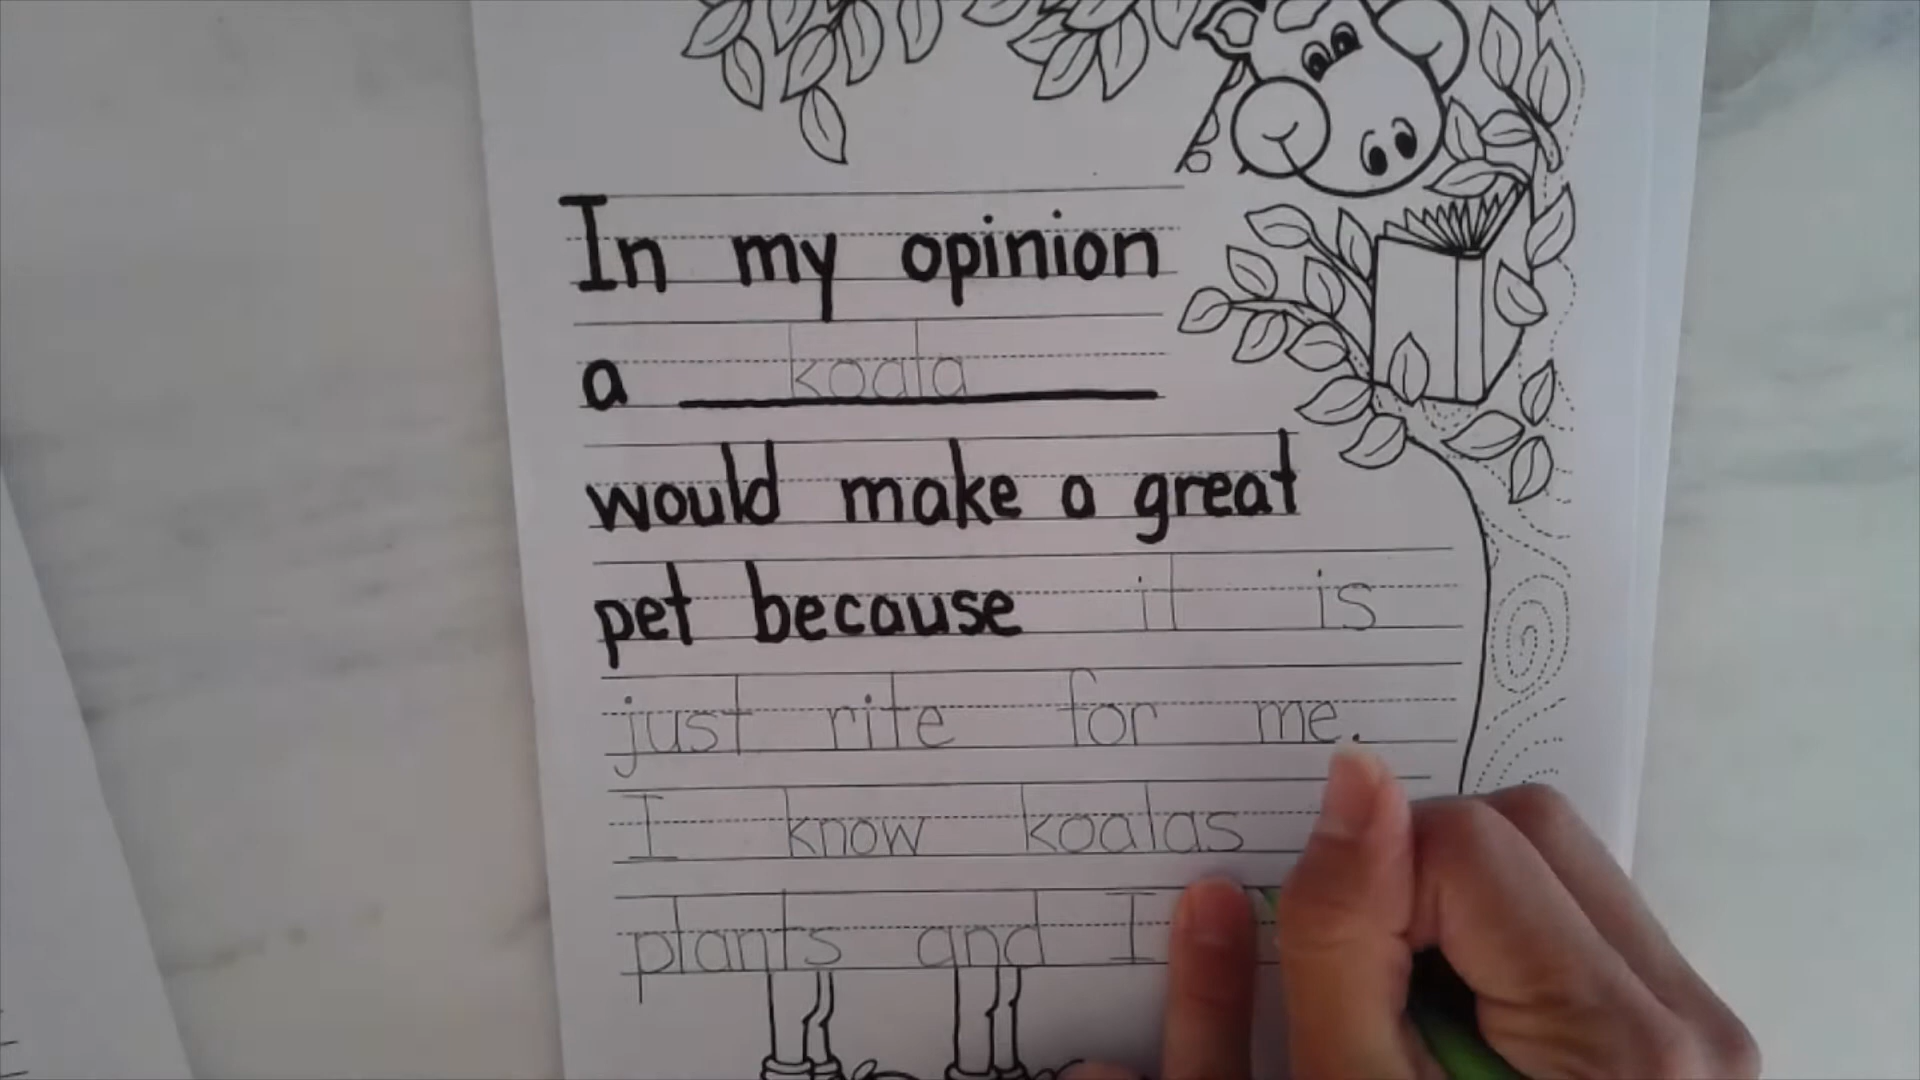 In my opinion
a koala
would make a great
pet because it is
just rite for me.
I know koalas
plants and I